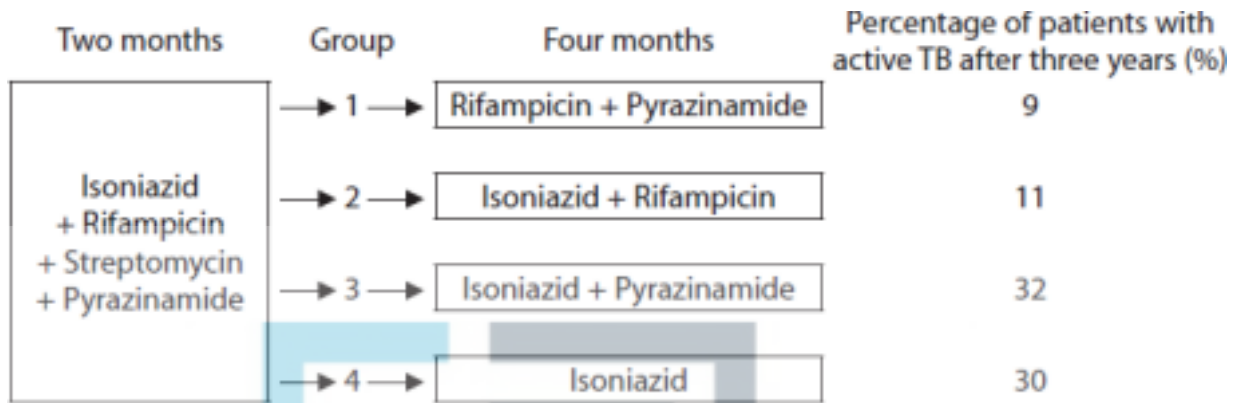 Two months Group Four months Percentage of patients with
active TB after three years (%)
1 Rifampicin + Pyrazinamide 9
Isoniazid
+ Rifampicin
+ Streptomycin
+ Pyrazinamide
2 Isoniazid + Rifampicin 11
3 Isoniazid + Pyrazinamide 32
4 Isoniazid 30